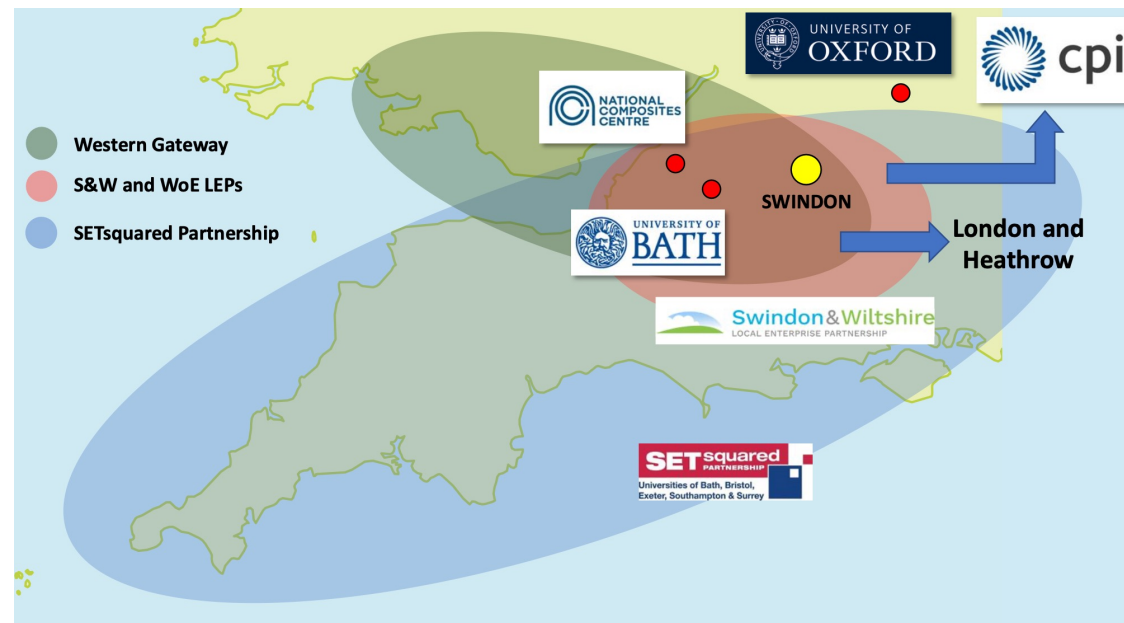 UNIVERSITY OF
OXFORD
cpi
NATIONAL
COMPOSITES
CENTRE
Western Gateway
S&W and WoE LEPs
SETsquared Partnership
SWINDON
UNIVERSITY OF
BATH
London and
Heathrow
Swindon&Wiltshire
LOCAL ENTERPRISE PARTNERSHIP
SETsquared
PARTNERSHIP
Universities of Bath, Bristol,
Exeter, Southampton & Surrey